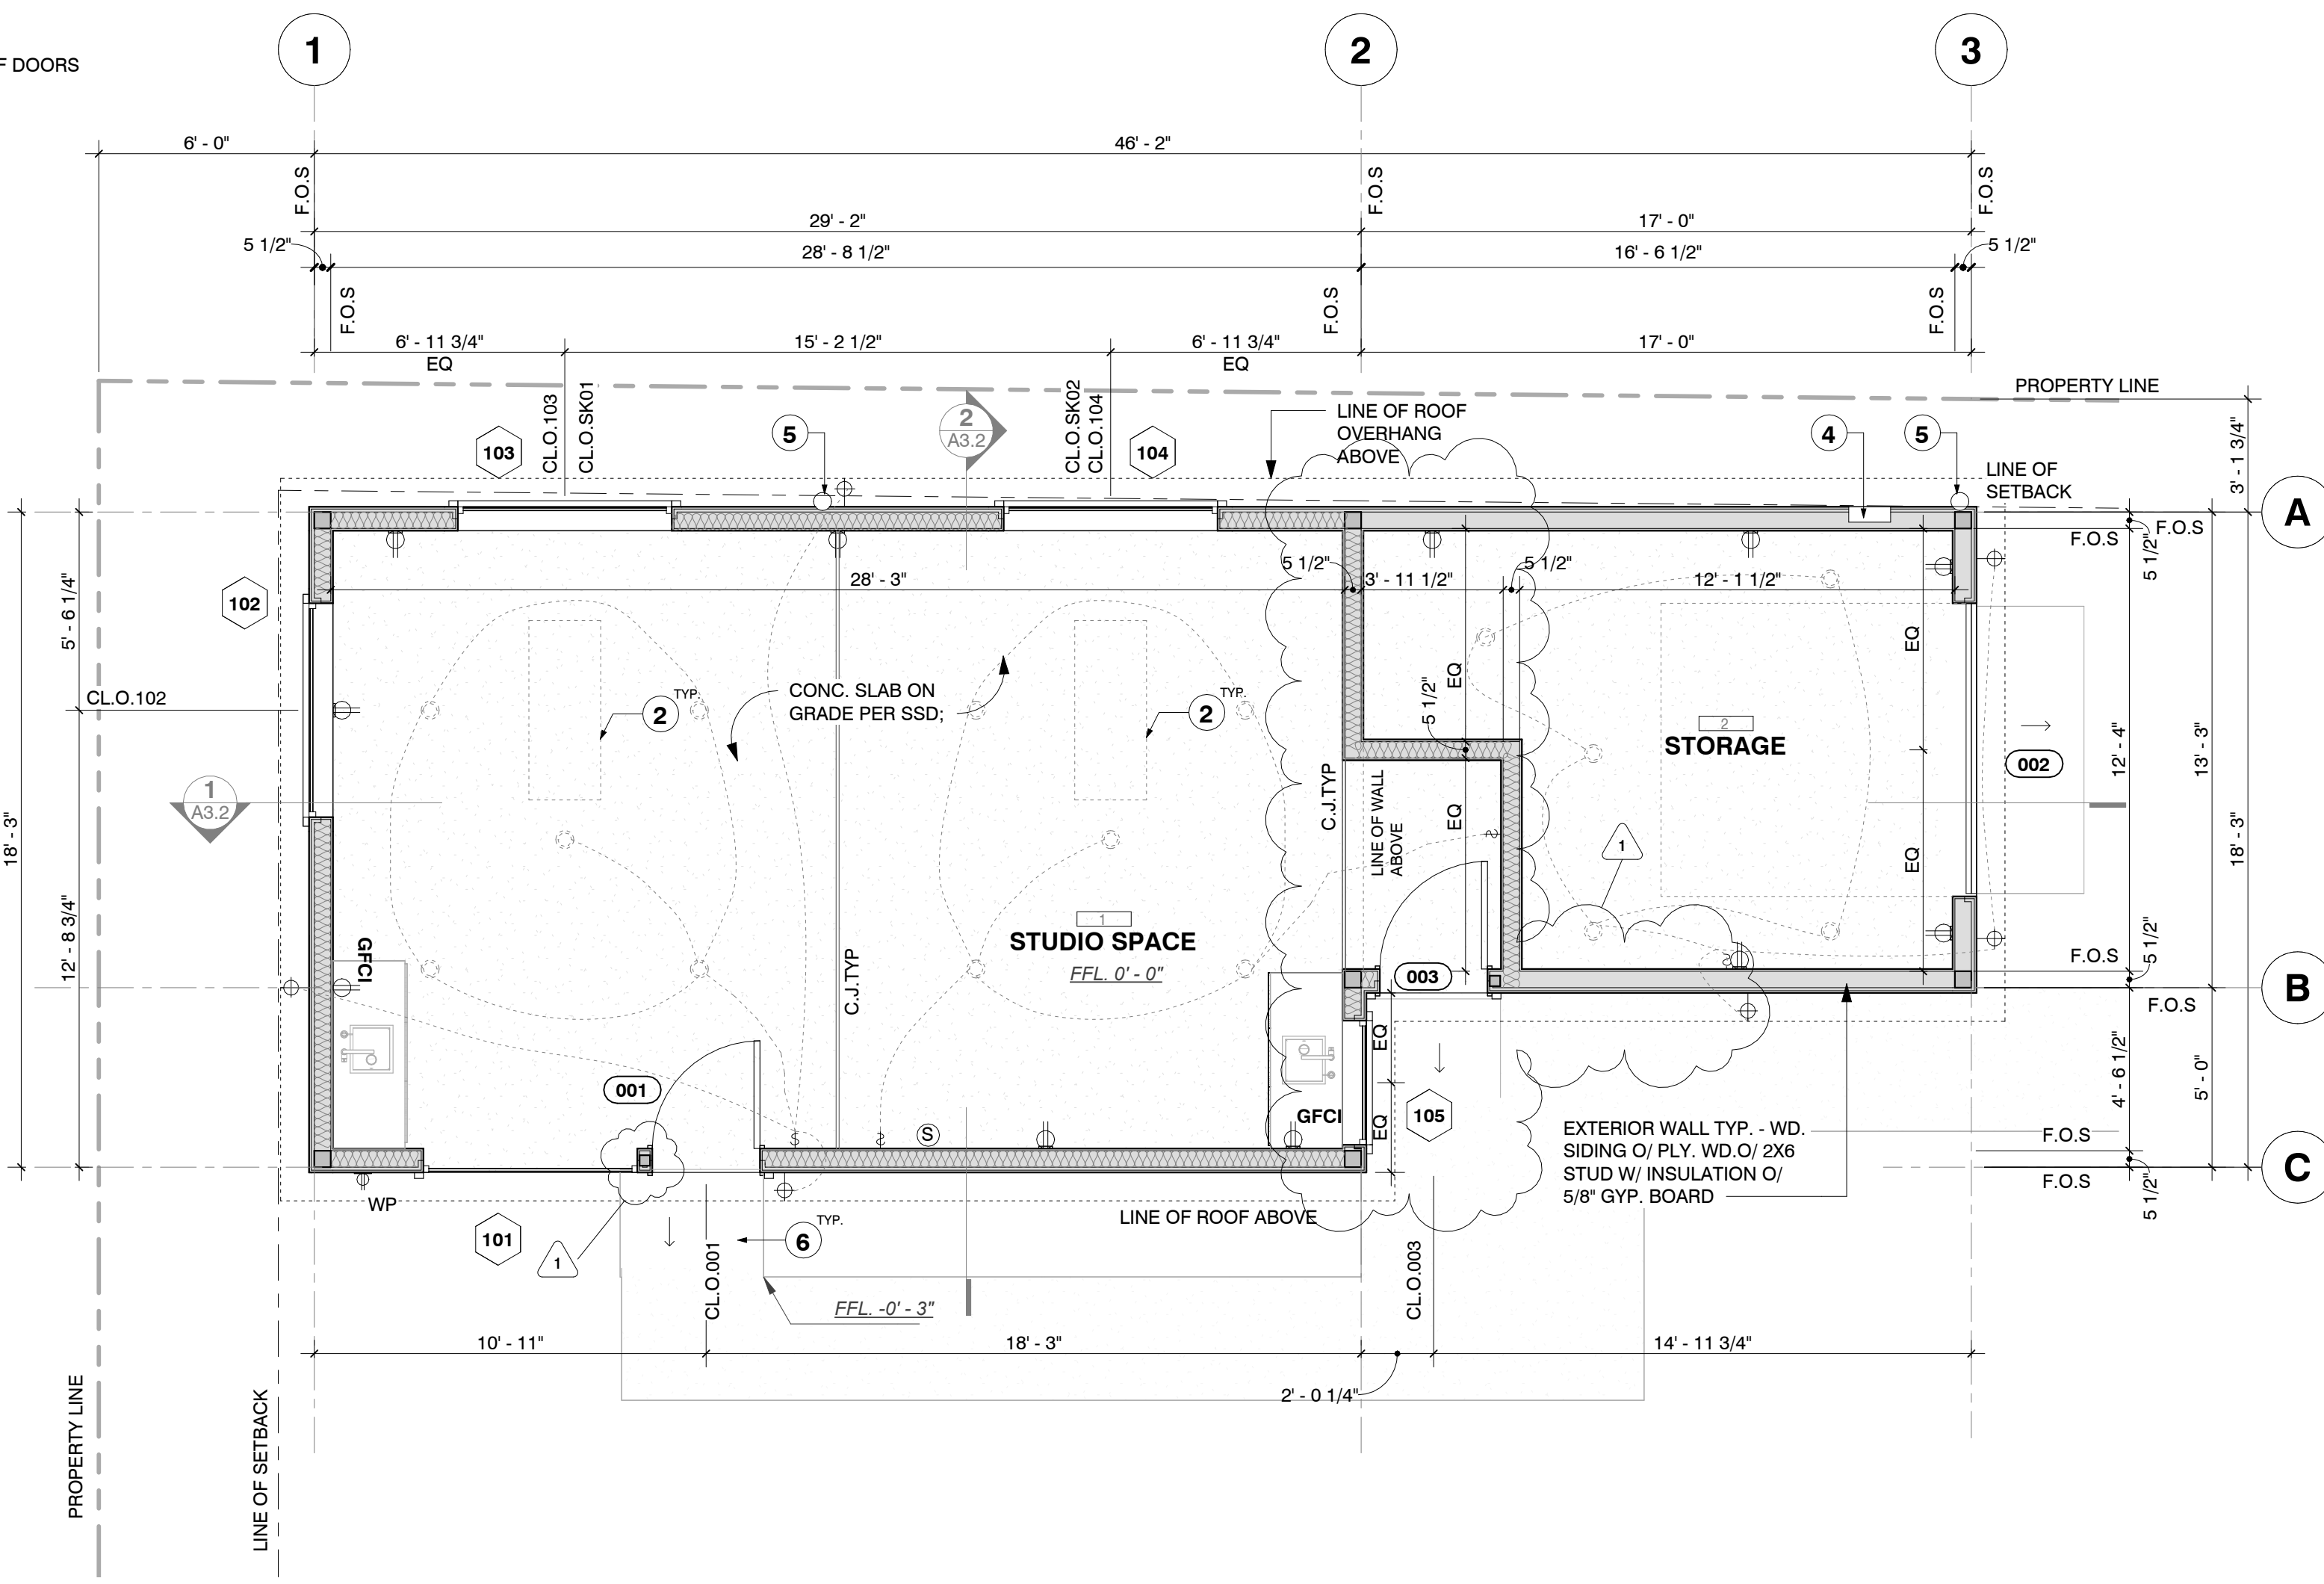 1
2
3
F DOORS
6' - 0"
46' - 2"
F.O.S
F.O.S
F.O.S
29' - 2"
17' - 0"
5 1/2"
28' - 8 1/2"
16' - 6 1/2"
5 1/2"
F.O.S
F.O.S
F.O.S
6' - 11 3/4"
EQ
15' - 2 1/2"
6' - 11 3/4"
EQ
17' - 0"
PROPERTY LINE
CL.O.103
CL.O.SK01
CL.O.SK02
CL.O.104
103
5
2
A3.2
104
LINE OF ROOF
OVERHANG
ABOVE
4
5
LINE OF
SETBACK
3' - 1 3/4"
A
F.O.S
F.O.S
5 1/2"
102
5' - 6 1/4"
28' - 3"
5 1/2"
3' - 11 1/2"
5 1/2"
12' - 1 1/2"
EQ
EQ
5 1/2"
CL.O.102
2
TYP.
CONC. SLAB ON
GRADE PER SSD;
2
TYP.
2
STORAGE
002
12' - 4"
13' - 3"
1
A3.2
C.J.TYP
LINE OF WALL
ABOVE
EQ
EQ
1
18' - 3"
18' - 3"
12' - 8 3/4"
GFCI
C.J.TYP
1
STUDIO SPACE
FFL. 0' - 0"
003
F.O.S
5 1/2"
B
F.O.S
EQ
001
S
GFCI
EQ
105
4' - 6 1/2"
5' - 0"
EXTERIOR WALL TYP. - WD.
SIDING O/ PLY. WD.O/ 2X6
STUD W/ INSULATION O/
5/8" GYP. BOARD
F.O.S
C
F.O.S
5 1/2"
WP
101
1
CL.O.001
6
TYP.
LINE OF ROOF ABOVE
CL.O.003
FFL. -0' - 3"
10' - 11"
18' - 3"
14' - 11 3/4"
2' - 0 1/4"
PROPERTY LINE
LINE OF SETBACK